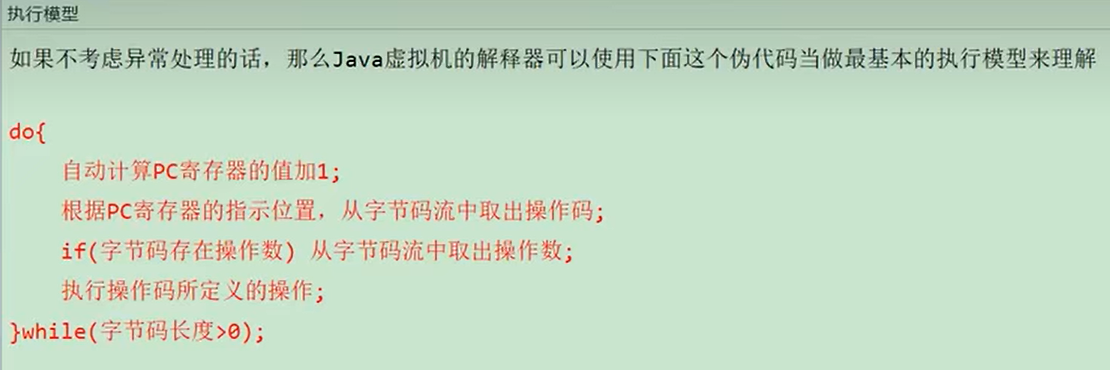 执行模型
如果不考虑异常处理的话，那么Java虚拟机的解释器可以使用下面这个伪代码当做最基本的执行模型来理解
do{
自动计算PC寄存器的值加1;
根据PC寄存器的指示位置，从字节码流中取出操作码;
if(字节码存在操作数) 从字节码流中取出操作数;
执行操作码所定义的操作;
}while(字节码长度>0);